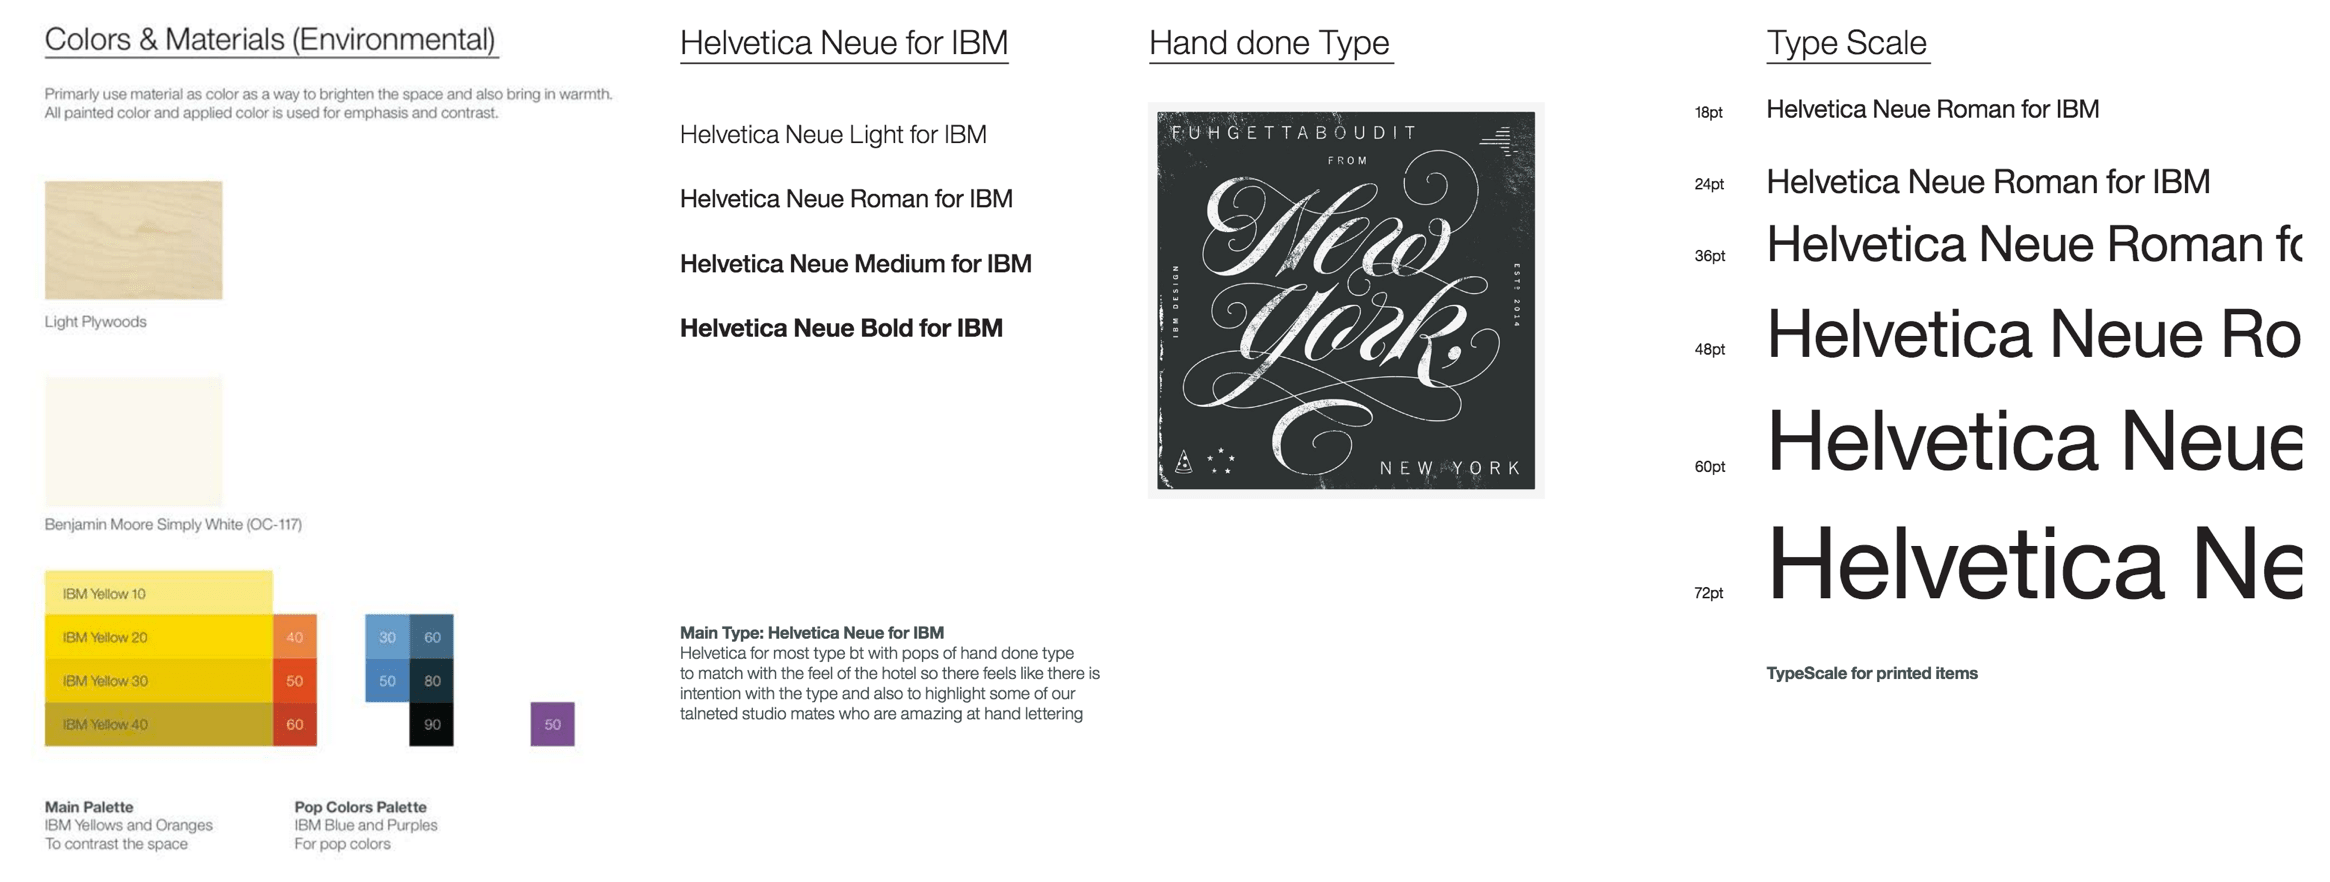 Colors & Materials (Environmental)
Primarly use material as color as a way to brighten the space and also bring in warmth.
All painted color and applied color is used for emphasis and contrast.
Light Plywoods
Benjamin Moore Simply White (OC-117)
IBM Yellow 10
IBM Yellow 20 40 30 60
IBM Yellow 30 50 50 80
IBM Yellow 40 60 90 50
Main Palette
IBM Yellows and Oranges
To contrast the space
Pop Colors Palette
IBM Blue and Purples
For pop colors
Helvetica Neue for IBM
Helvetica Neue Light for IBM
Helvetica Neue Roman for IBM
Helvetica Neue Medium for IBM
Helvetica Neue Bold for IBM
Main Type: Helvetica Neue for IBM
Helvetica for most type bt with pops of hand done type
to match with the feel of the hotel so there feels like there is
intention with the type and also to highlight some of our
talneted studio mates who are amazing at hand lettering
Hand done Type
FUHGETTABOUDIT
FROM
New
York,
IBM DESIGN
ESTD 2014
NEW YORK
Type Scale
18pt Helvetica Neue Roman for IBM
24pt Helvetica Neue Roman for IBM
36pt Helvetica Neue Roman fo
48pt Helvetica Neue Ro
60pt Helvetica Neue
72pt Helvetica Ne
TypeScale for printed items